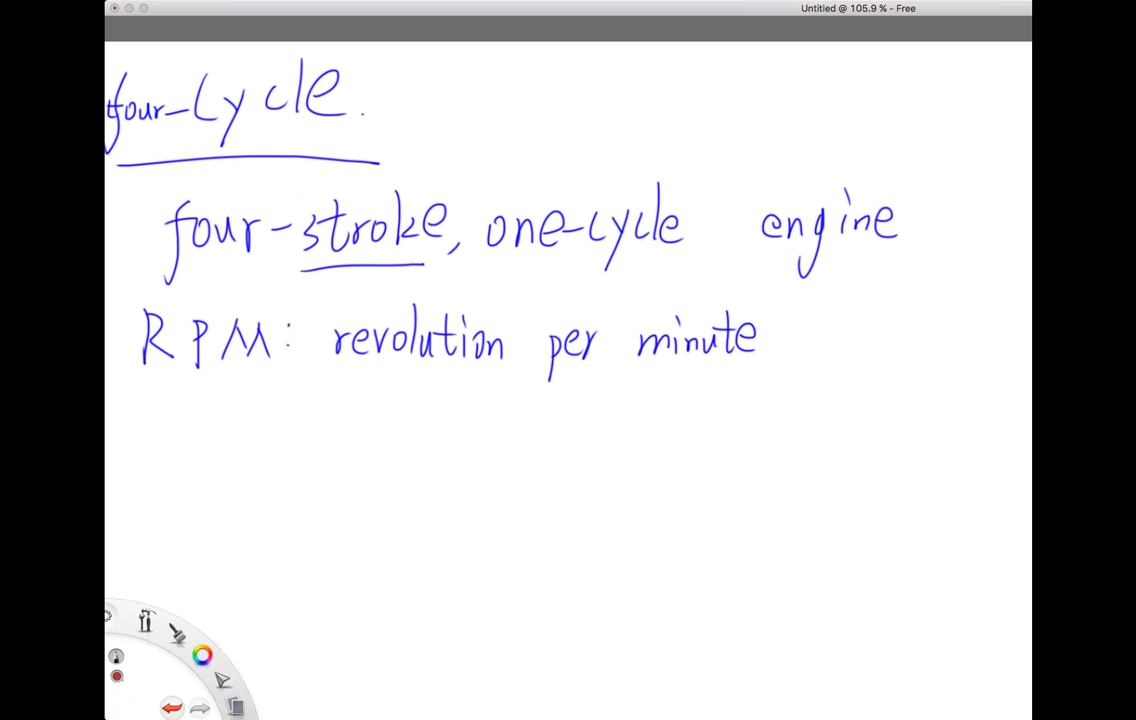 Untitled @ 105.9 % - Free
four-cycle.
four-stroke, one-cycle engine
RPM: revolution per minute